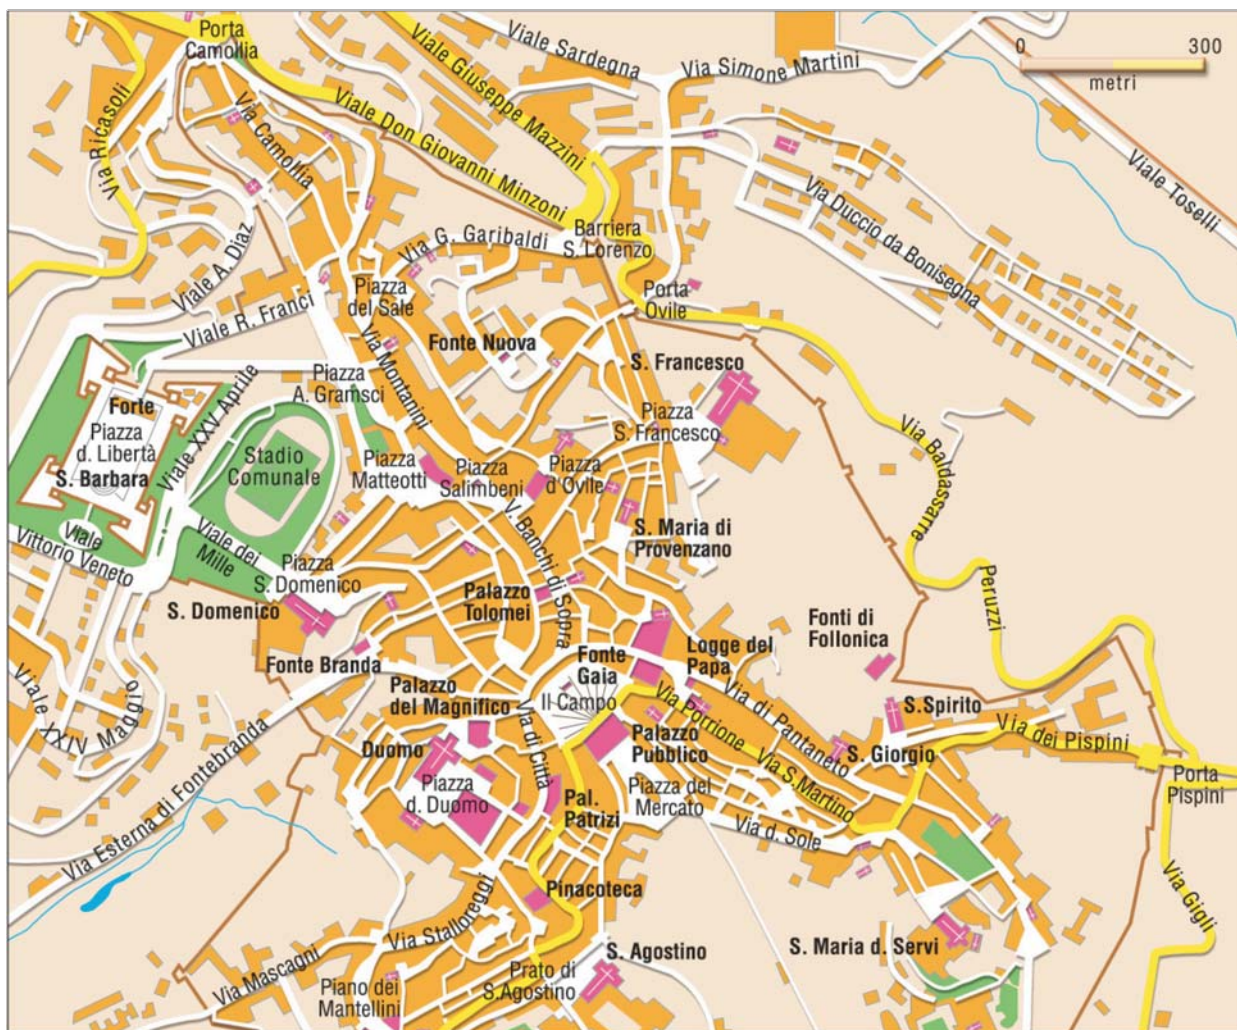 Porta
Camollia
Via Ricasoli
Via Camollia
Viale Giuseppe Mazzini
Viale Sardegna
Via Simone Martini
0 300
metri
Viale Don Giovanni Minzoni
Viale Toselli
Via Duccio da Bonisegna
Viale A. Diaz
Via G. Garibaldi
Barriera
S. Lorenzo
Piazza
del Sale
Porta
Ovile
Viale R. Franci
Via Montanini
Fonte Nuova
S. Francesco
Piazza
A. Gramsci
Forte
Piazza
d. Libertà
S. Barbara
Viale XXV Aprile
Stadio
Comunale
Piazza
S. Francesco
Via Baldassarre
Peruzzi
Piazza
Matteotti
Piazza
Salimbeni
Piazza
d'Ovile
V. Banchi di Sopra
S. Maria di
Provenzano
Viale
Vittorio Veneto
Viale dei
Mille
Piazza
S. Domenico
S. Domenico
Palazzo
Tolomei
Fonti di
Follonica
Fonte Branda
Fonte
Gaia
Logge del
Papa
Viale XXIV Maggio
Palazzo
del Magnifico
Il Campo
Via di Città
Via Porrione
Via di Pantaneto
S.Spirito
Duomo
Palazzo
Pubblico
Via S.Martino
S. Giorgio
Via dei Pispini
Porta
Pispini
Piazza
d. Duomo
Pal.
Patrizi
Piazza del
Mercato
Via d. Sole
Via Esterna di Fontebranda
Pinacoteca
Via Gigli
Via Stalloreggi
S. Agostino
S. Maria d. Servi
Via Mascagni
Piano dei
Mantellini
Prato di
S.Agostino